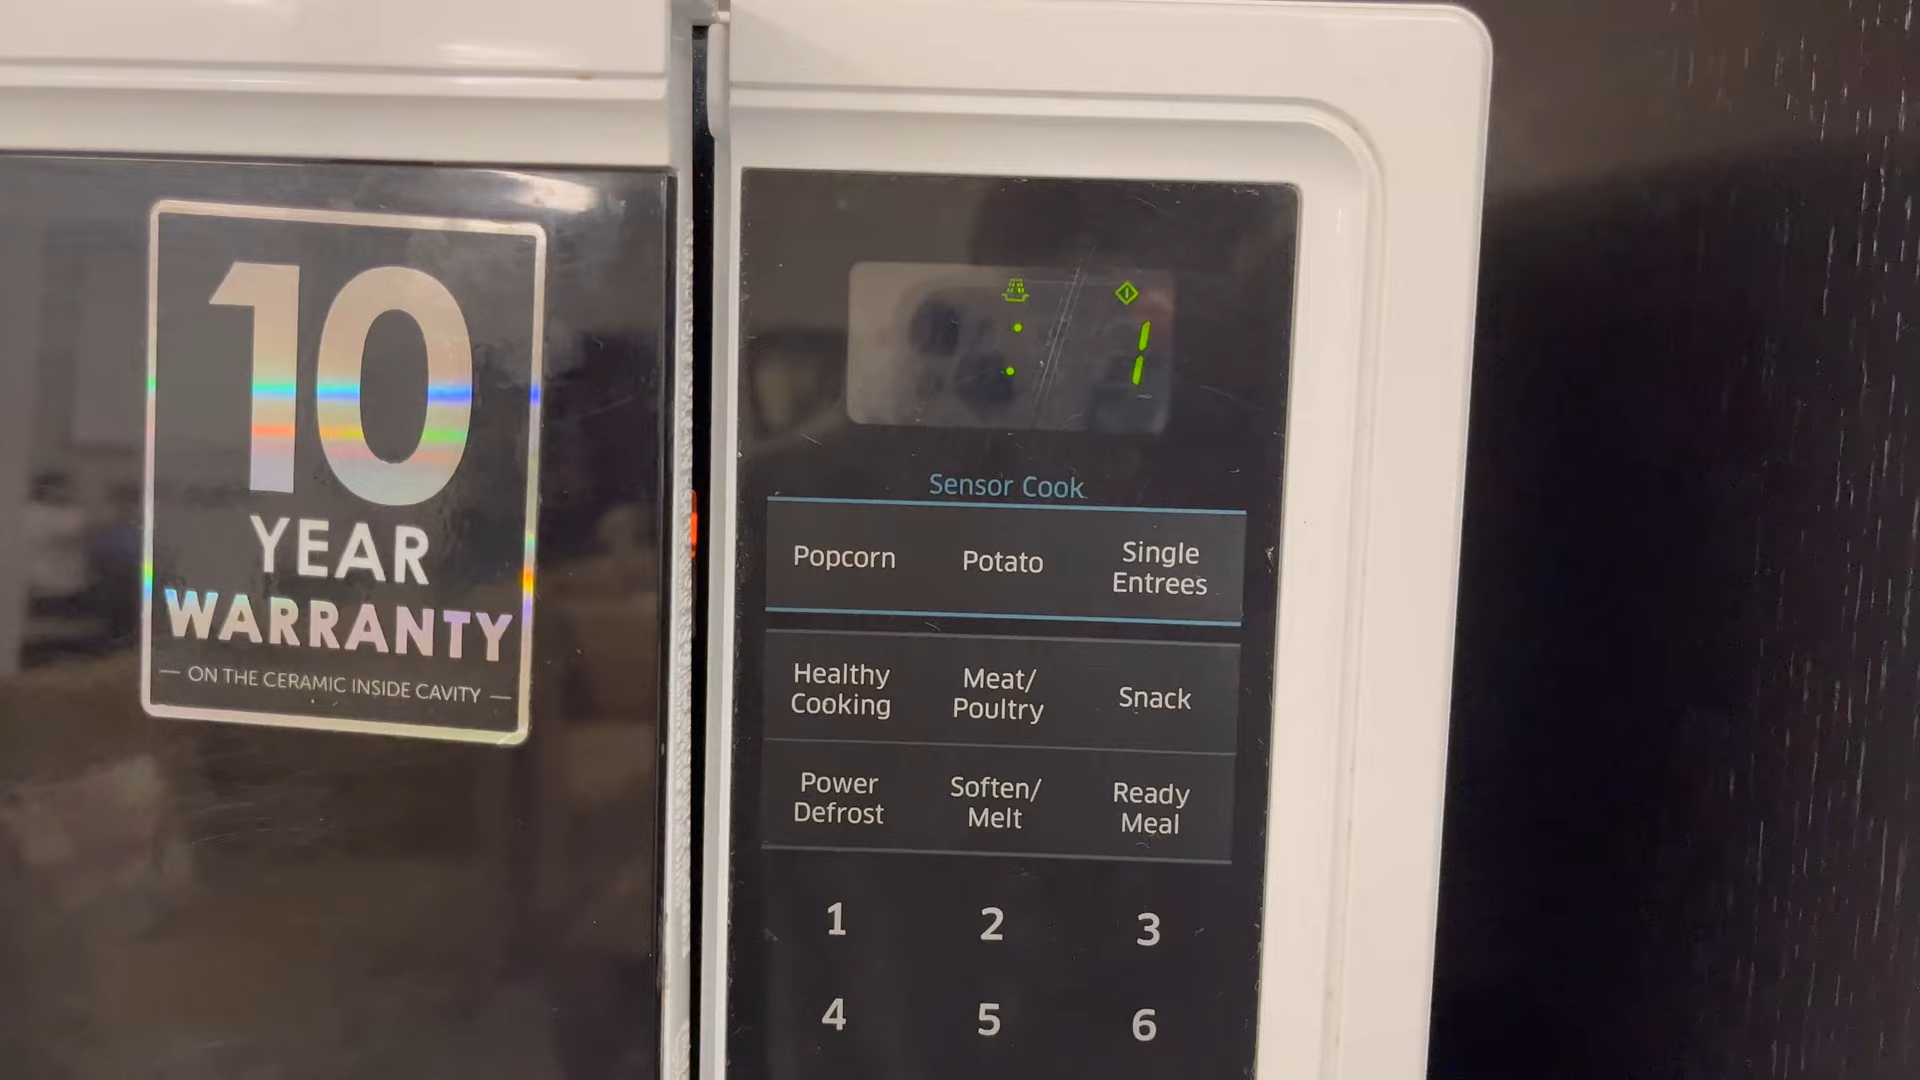 10
YEAR
WARRANTY
ON THE CERAMIC INSIDE CAVITY
: 1
Sensor Cook
Popcorn
Potato
Single
Entrees
Healthy
Cooking
Meat/
Poultry
Snack
Power
Defrost
Soften/
Melt
Ready
Meal
1 2 3
4 5 6